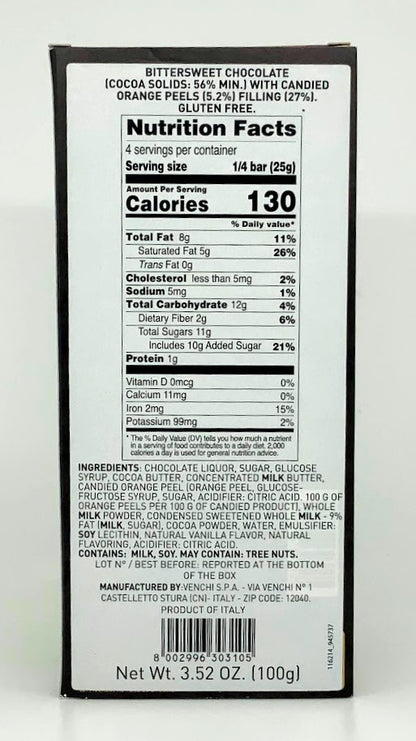 BITTERSWEET CHOCOLATE
(COCOA SOLIDS: 56% MIN.) WITH CANDIED
ORANGE PEELS (5.2%) FILLING (27%).
GLUTEN FREE.
Nutrition Facts
4 servings per container
Serving size 1/4 bar (25g)
Amount Per Serving
Calories 130
% Daily value*
Total Fat 8g 11%
Saturated Fat 5g 26%
Trans Fat 0g
Cholesterol less than 5mg 2%
Sodium 5mg 1%
Total Carbohydrate 12g 4%
Dietary Fiber 2g 6%
Total Sugars 11g
Includes 10g Added Sugar 21%
Protein 1g
Vitamin D 0mcg 0%
Calcium 11mg 0%
Iron 2mg 15%
Potassium 99mg 2%
* The % Daily Value (DV) tells you how much a nutrient
in a serving of food contributes to a daily diet. 2,000
calories a day is used for general nutrition advice.
INGREDIENTS: CHOCOLATE LIQUOR, SUGAR, GLUCOSE
SYRUP, COCOA BUTTER, CONCENTRATED MILK BUTTER,
CANDIED ORANGE PEEL (ORANGE PEEL, GLUCOSE-
FRUCTOSE SYRUP, SUGAR, ACIDIFIER: CITRIC ACID. 100 G OF
ORANGE PEELS PER 100 G OF CANDIED PRODUCT), WHOLE
MILK POWDER, CONDENSED SWEETENED WHOLE MILK - 9%
FAT (MILK, SUGAR), COCOA POWDER, WATER, EMULSIFIER:
SOY LECITHIN, NATURAL VANILLA FLAVOR, NATURAL
FLAVORING, ACIDIFIER: CITRIC ACID.
CONTAINS: MILK, SOY. MAY CONTAIN: TREE NUTS.
LOT N° / BEST BEFORE: REPORTED AT THE BOTTOM
OF THE BOX
MANUFACTURED BY:VENCHI S.P.A. - VIA VENCHI N° 1
CASTELLETTO STURA (CN)- ITALY - ZIP CODE: 12040.
PRODUCT OF ITALY
8 002996 303105
116214_945737
Net Wt. 3.52 OZ. (100g)